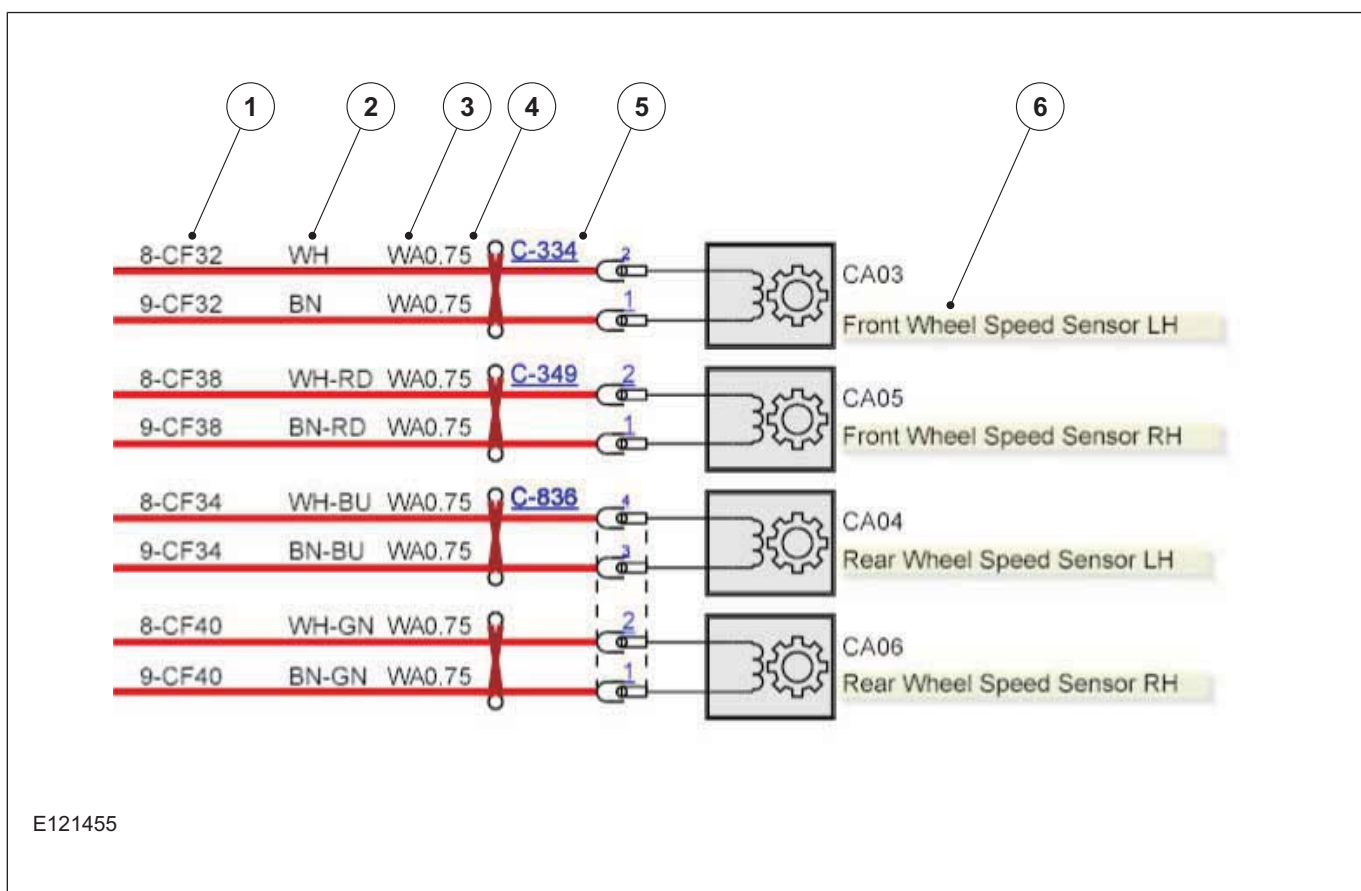 1 2 3 4 5 6
8-CF32 WH WA0.75 C-334 2
CA03
9-CF32 BN WA0.75 1
Front Wheel Speed Sensor LH
8-CF38 WH-RD WA0.75 C-349 2
CA05
9-CF38 BN-RD WA0.75 1
Front Wheel Speed Sensor RH
8-CF34 WH-BU WA0.75 C-836 4
CA04
9-CF34 BN-BU WA0.75 3
Rear Wheel Speed Sensor LH
8-CF40 WH-GN WA0.75 2
CA06
9-CF40 BN-GN WA0.75 1
Rear Wheel Speed Sensor RH
E121455